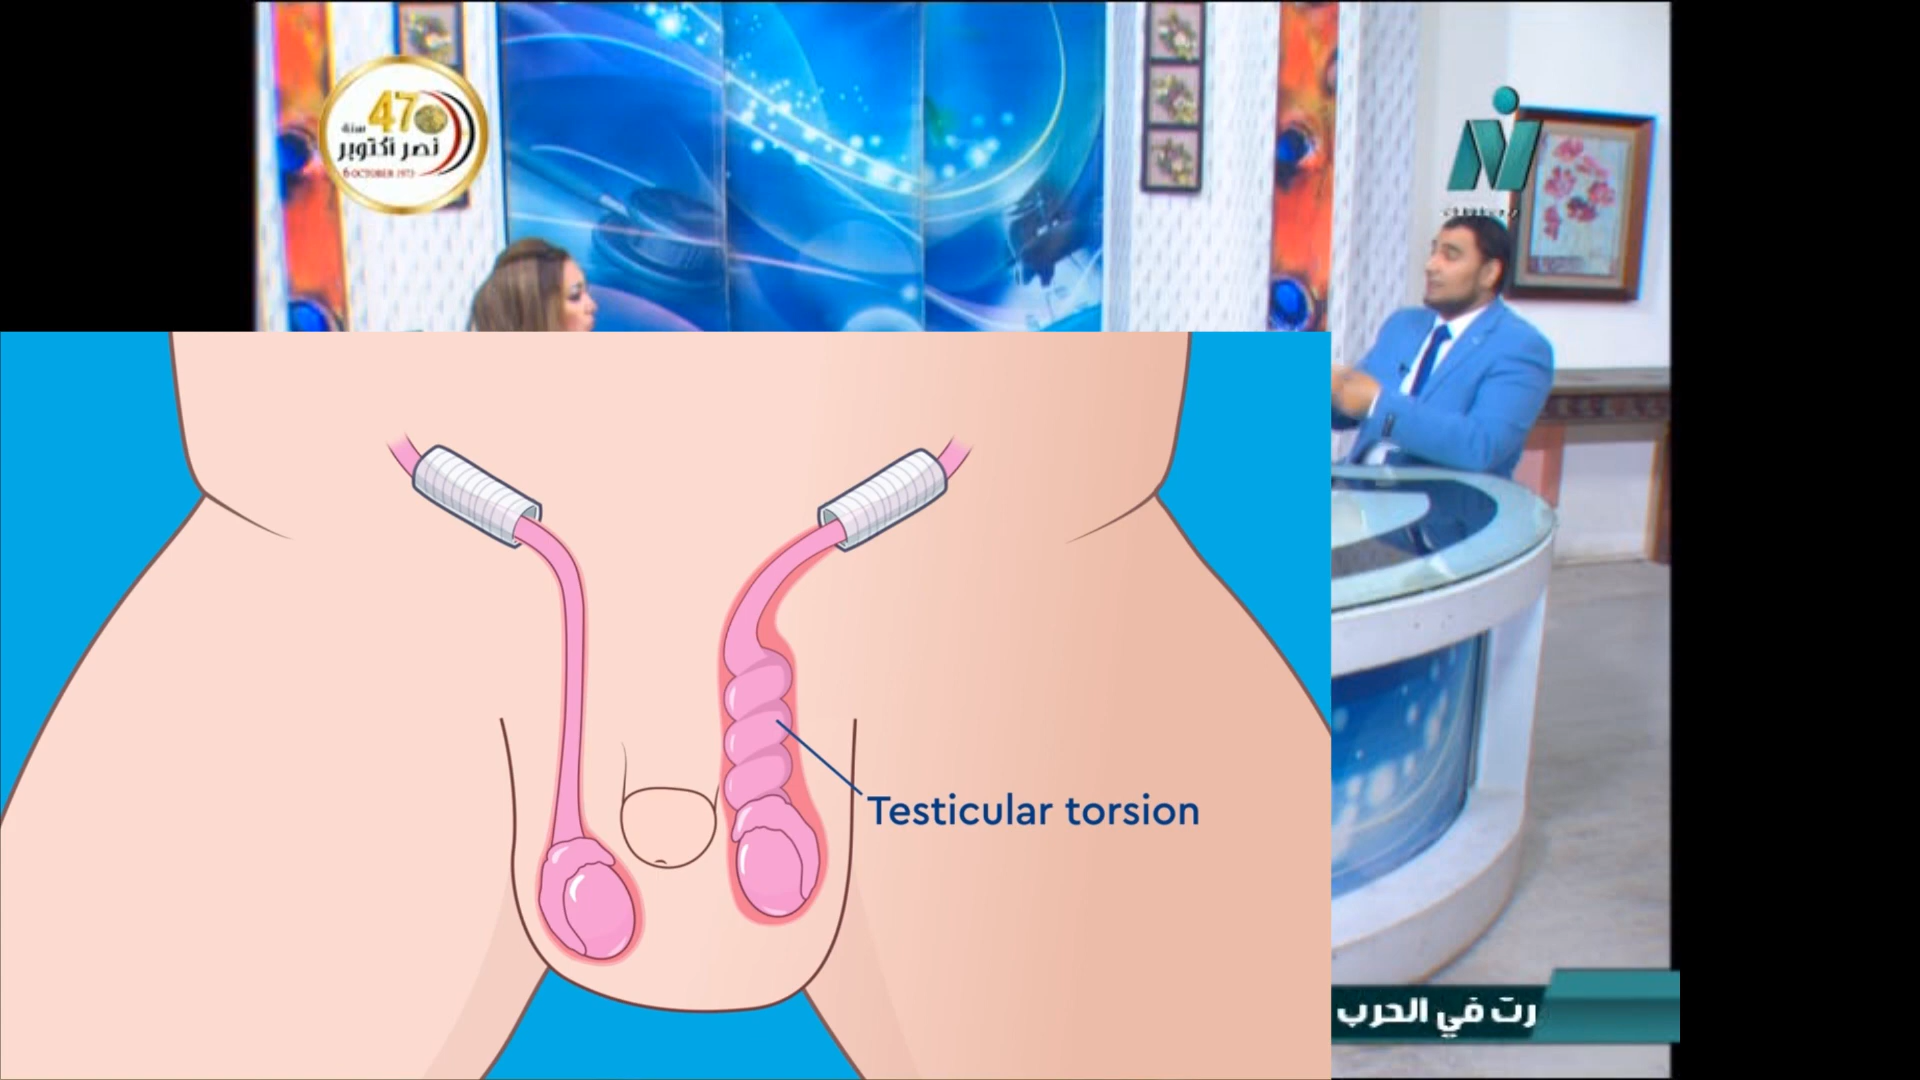 47
سنة
نصر أكتوبر
6 OCTOBER 1973
Testicular torsion
رت في الحرب